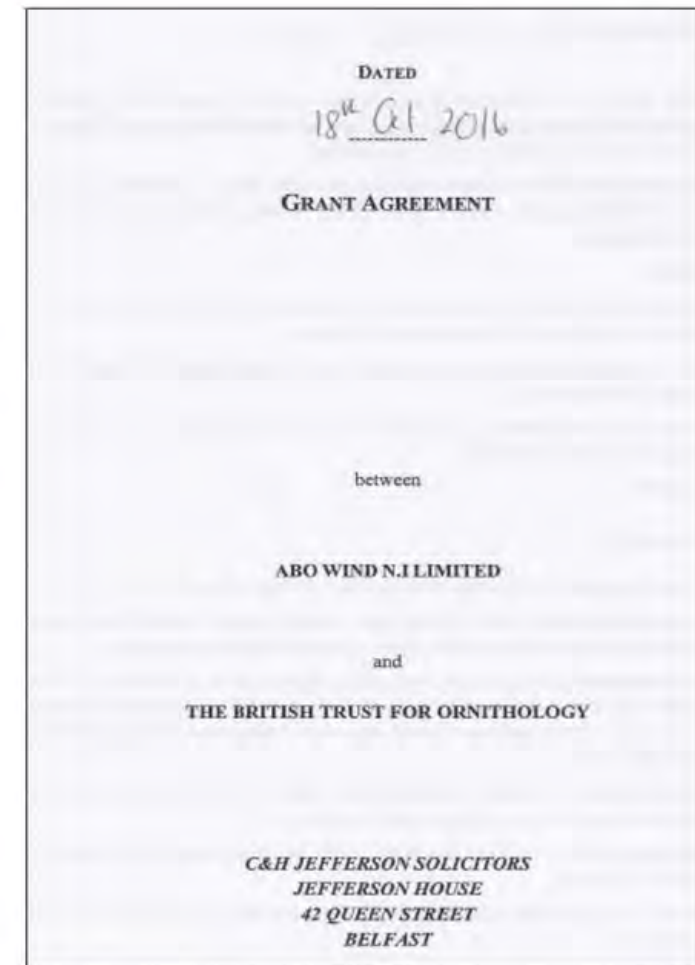 DATED
18th Oct 2016
GRANT AGREEMENT
between
ABO WIND N.I LIMITED
and
THE BRITISH TRUST FOR ORNITHOLOGY
C&H JEFFERSON SOLICITORS
JEFFERSON HOUSE
42 QUEEN STREET
BELFAST